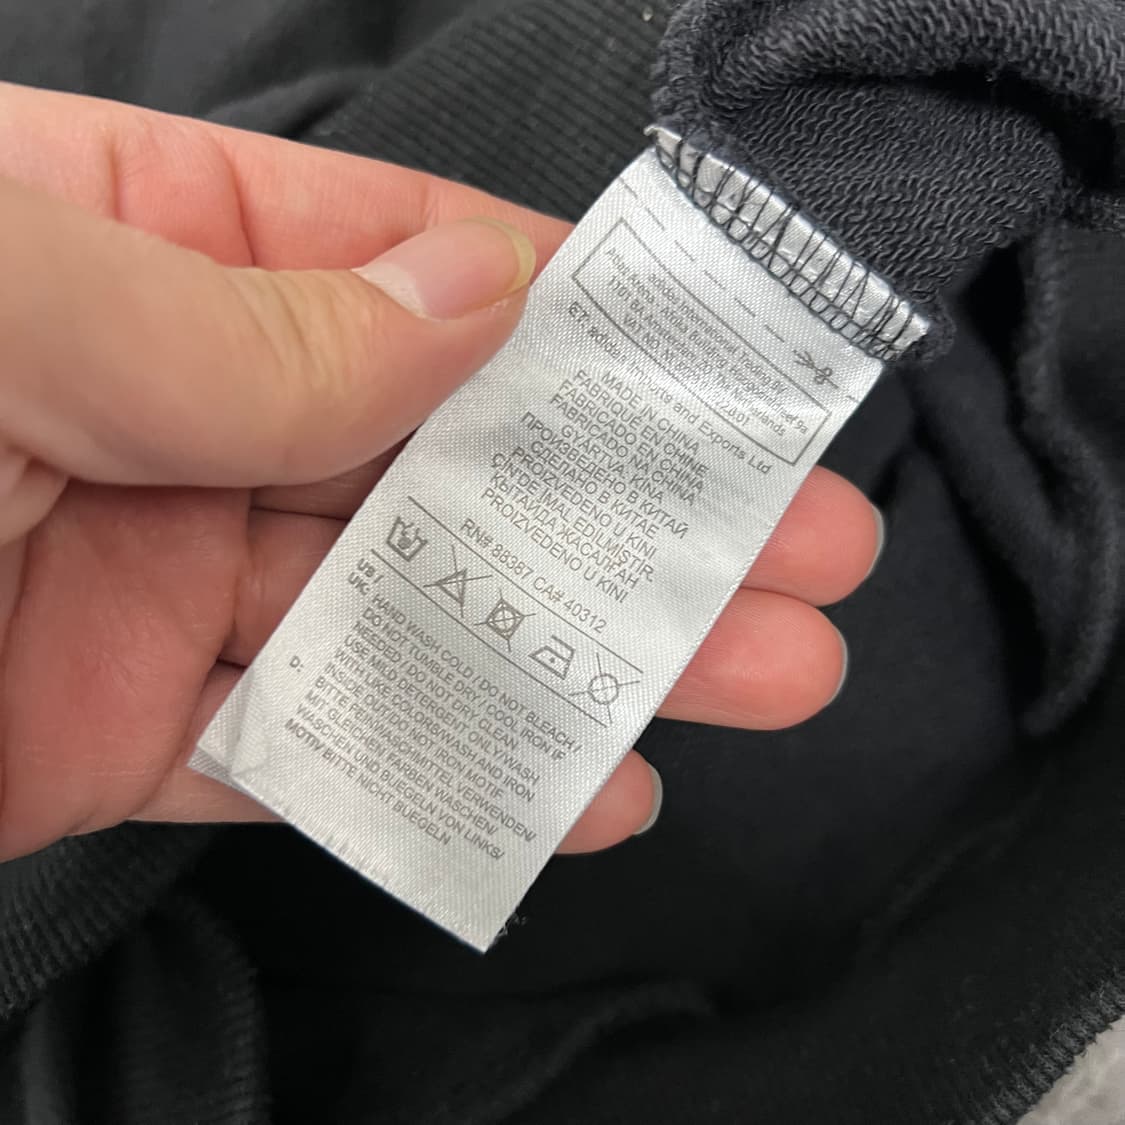 adidas International Trading BV
Atlas Arena, Africa Building, Hoogoorddreef 9a
1101 BA Amsterdam ZO, The Netherlands
VAT NO.
ET: adidas Imports and Exports Ltd
MADE IN CHINA
FABRIQUÉ EN CHINE
FABRICADO EN CHINA
FABRICADO NA CHINA
GYÁRTVA: KÍNA
ПРОИЗВЕДЕНО В КИТАЙ
СДЕЛАНО В КИТАЕ
PROIZVEDENO U KINI
ÇİN'DE İMAL EDİLMİŞTİR.
ҚЫТАЙДА ЖАСАЛҒАН
PROIZVEDENO U KINI
RN# 88387 CA# 40312
US /
UK: HAND WASH COLD / DO NOT BLEACH /
DO NOT TUMBLE DRY / COOL IRON IF
NEEDED / DO NOT DRY CLEAN
USE MILD DETERGENT ONLY/ WASH
WITH LIKE COLORS/WASH AND IRON
INSIDE OUT/DO NOT IRON MOTIF
D: BITTE FEINWASCHMITTEL VERWENDEN/
MIT GLEICHEN FARBEN WASCHEN/
WASCHEN UND BUEGELN VON LINKS/
MOTIV BITTE NICHT BUEGELN